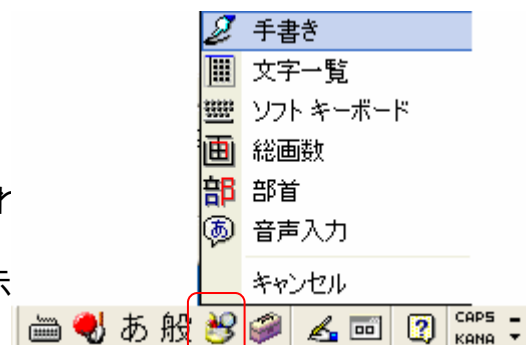 手書き
文字一覧
ソフト キーボード
総画数
部首
音声入力
キャンセル
あ 般 CAPS
KANA